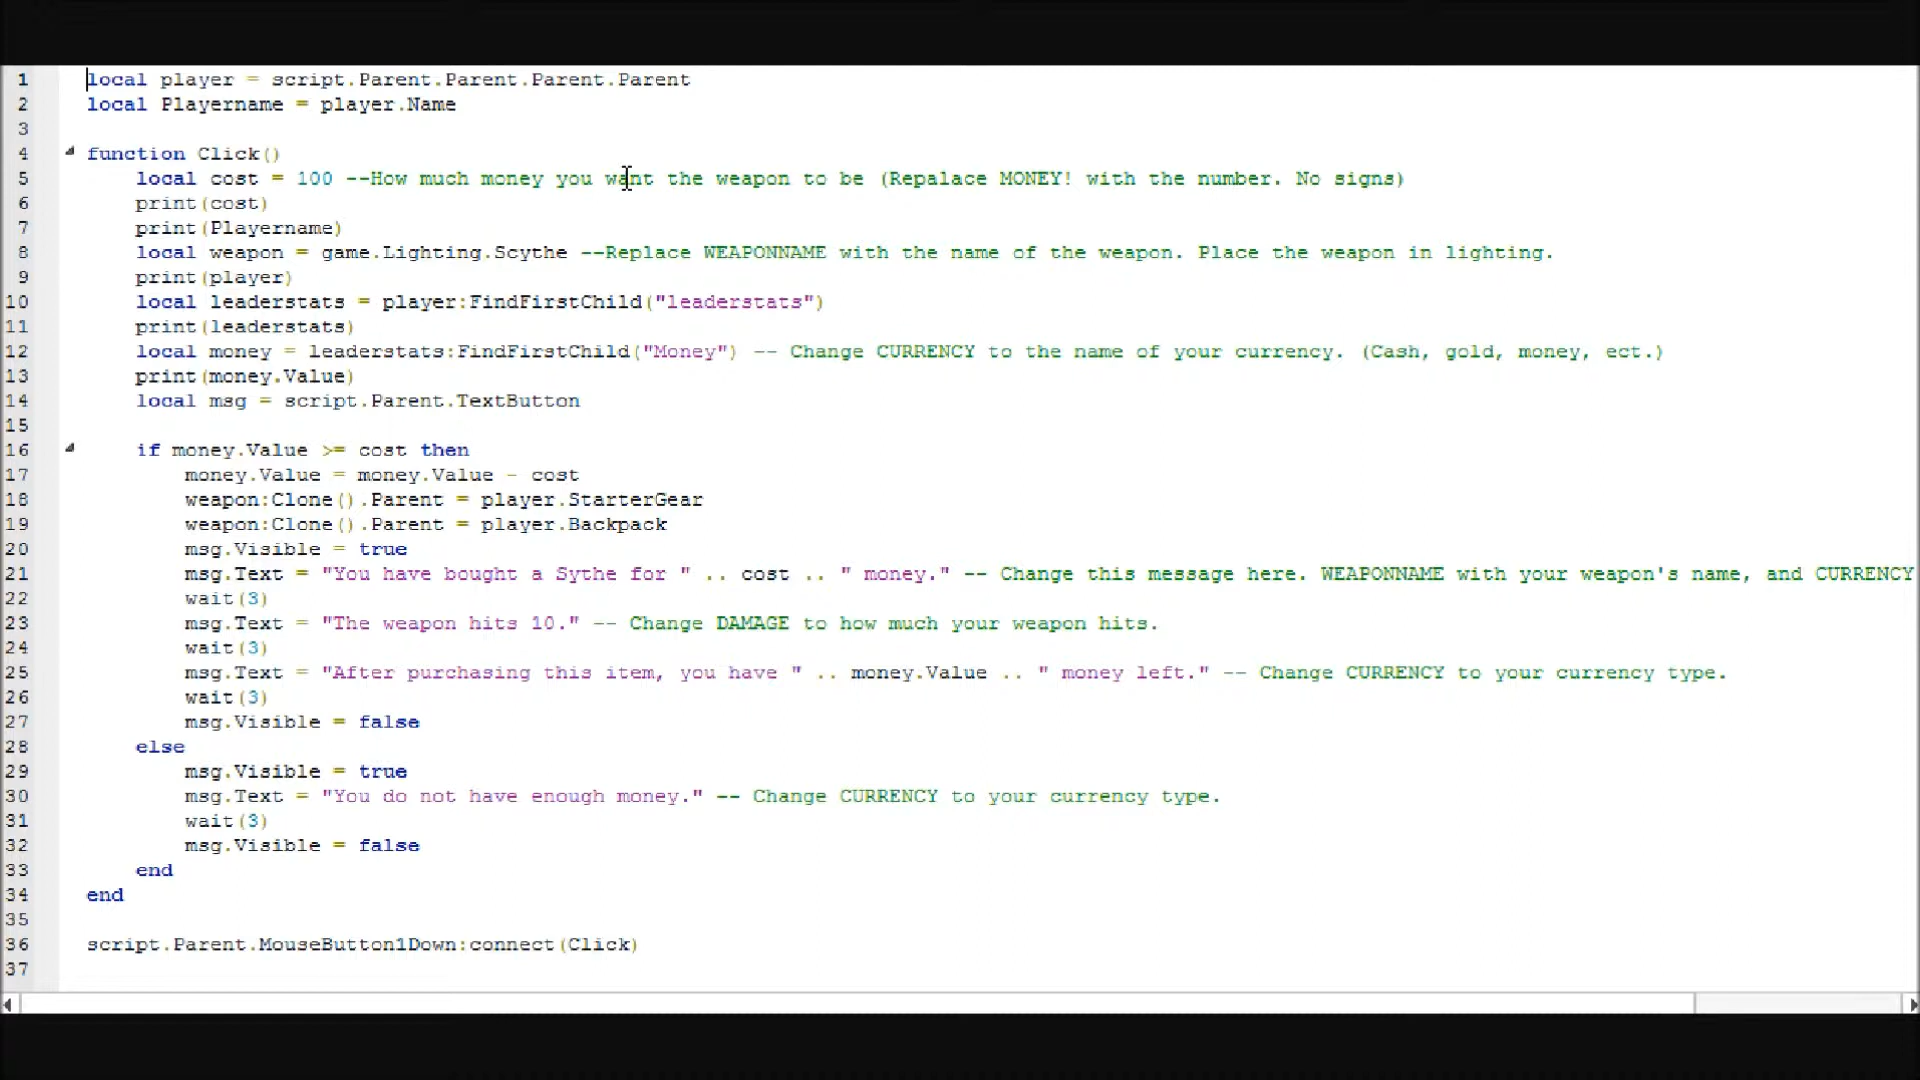 1 local player = script.Parent.Parent.Parent.Parent
2 local Playername = player.Name
3
4 function Click()
5 local cost = 100 --How much money you want the weapon to be (Repalace MONEY! with the number. No signs)
6 print(cost)
7 print(Playername)
8 local weapon = game.Lighting.Scythe --Replace WEAPONNAME with the name of the weapon. Place the weapon in lighting.
9 print(player)
10 local leaderstats = player:FindFirstChild("leaderstats")
11 print(leaderstats)
12 local money = leaderstats:FindFirstChild("Money") -- Change CURRENCY to the name of your currency. (Cash, gold, money, ect.)
13 print(money.Value)
14 local msg = script.Parent.TextButton
15
16 if money.Value >= cost then
17 money.Value = money.Value - cost
18 weapon:Clone().Parent = player.StarterGear
19 weapon:Clone().Parent = player.Backpack
20 msg.Visible = true
21 msg.Text = "You have bought a Sythe for " .. cost .. " money." -- Change this message here. WEAPONNAME with your weapon's name, and CURRENCY
22 wait(3)
23 msg.Text = "The weapon hits 10." -- Change DAMAGE to how much your weapon hits.
24 wait(3)
25 msg.Text = "After purchasing this item, you have " .. money.Value .. " money left." -- Change CURRENCY to your currency type.
26 wait(3)
27 msg.Visible = false
28 else
29 msg.Visible = true
30 msg.Text = "You do not have enough money." -- Change CURRENCY to your currency type.
31 wait(3)
32 msg.Visible = false
33 end
34 end
35
36 script.Parent.MouseButton1Down:connect(Click)
37